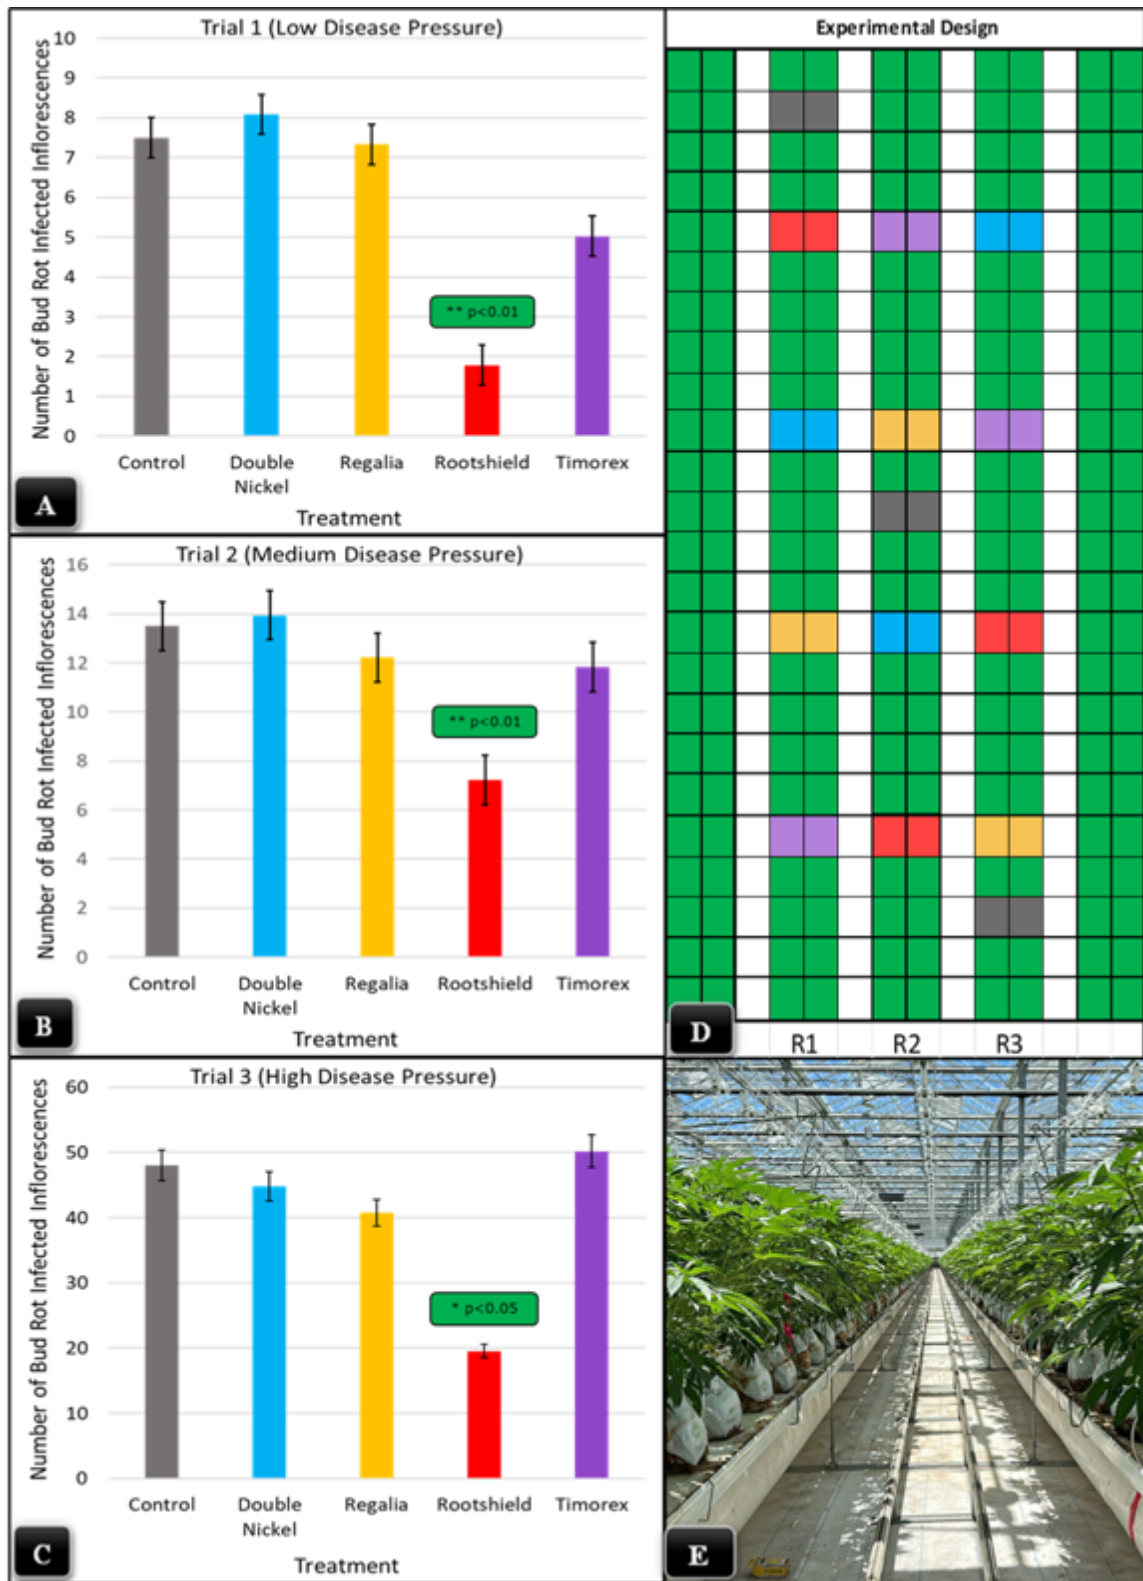 Trial 1 (Low Disease Pressure)
Number of Bud Rot Infected Inflorescences
10
9
8
7
6
5
4
3
2
1
0
** p<0.01
Control
Double Nickel
Regalia
Rootshield
Timorex
Treatment
A
Trial 2 (Medium Disease Pressure)
Number of Bud Rot Infected Inflorescences
16
14
12
10
8
6
4
2
0
** p<0.01
Control
Double Nickel
Regalia
Rootshield
Timorex
Treatment
B
Trial 3 (High Disease Pressure)
Number of Bud Rot Infected Inflorescences
60
50
40
30
20
10
0
* p<0.05
Control
Double Nickel
Regalia
Rootshield
Timorex
Treatment
C
Experimental Design
D
R1
R2
R3
E